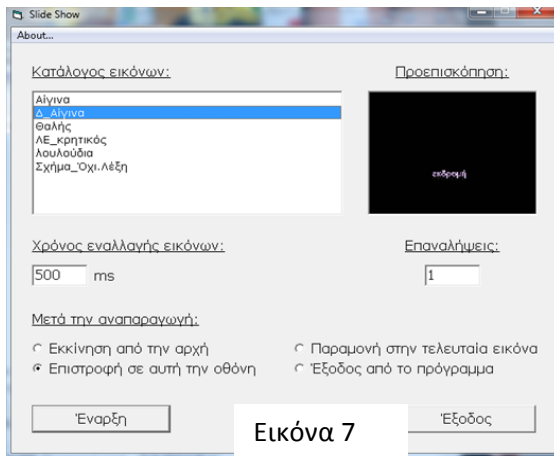 Slide Show
About...
Κατάλογος εικόνων:
Προεπισκόπηση:
Αίγινα
Δ_Αίγινα
Θαλής
ΛΕ_κρητικός
λουλούδια
Σχήμα_Όχι.Λέξη
εκδρομή
Χρόνος εναλλαγής εικόνων:
Επαναλήψεις:
500 ms
1
Μετά την αναπαραγωγή:
Εκκίνηση από την αρχή
Παραμονή στην τελευταία εικόνα
Επιστροφή σε αυτή την οθόνη
Έξοδος από το πρόγραμμα
Έναρξη
Εικόνα 7
Έξοδος